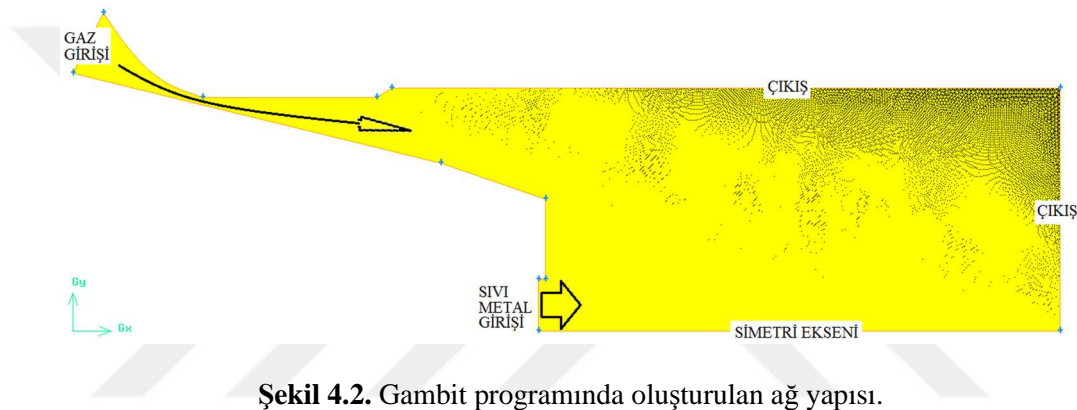 GAZ
GİRİŞİ
ÇIKIŞ
ÇIKIŞ
SIVI
METAL
GİRİŞİ
SİMETRİ EKSENİ
Gy
Gx
Şekil 4.2. Gambit programında oluşturulan ağ yapısı.